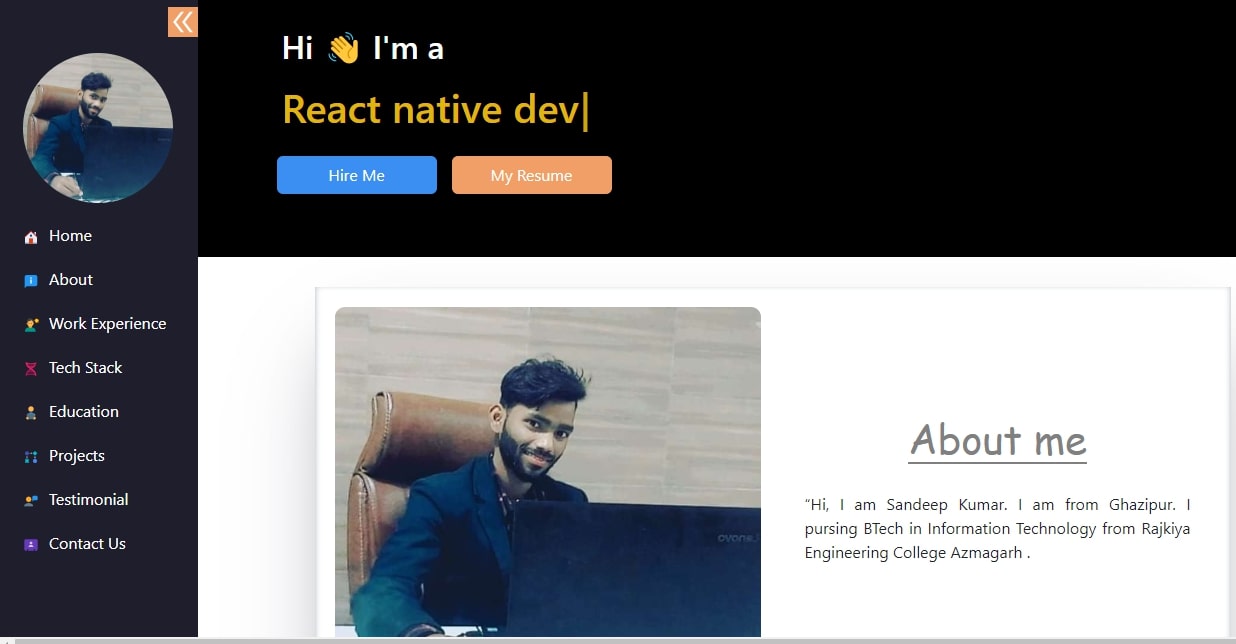 Hi 👋 I'm a
React native dev|
Hire Me
My Resume
Home
About
Work Experience
Tech Stack
Education
Projects
Testimonial
Contact Us
About me
“Hi, I am Sandeep Kumar. I am from Ghazipur. I
pursing BTech in Information Technology from Rajkiya
Engineering College Azmagarh .